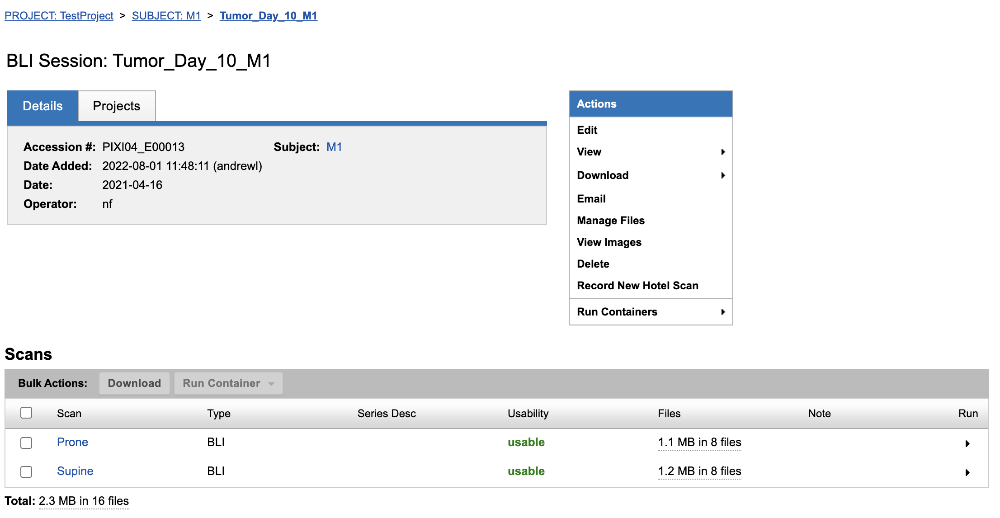 PROJECT: TestProject > SUBJECT: M1 > Tumor_Day_10_M1
BLI Session: Tumor_Day_10_M1
Details Projects
Accession #: PIXI04_E00013 Subject: M1
Date Added: 2022-08-01 11:48:11 (andrewl)
Date: 2021-04-16
Operator: nf
Actions
Edit
View
Download
Email
Manage Files
View Images
Delete
Record New Hotel Scan
Run Containers
Scans
Bulk Actions: Download Run Container
Scan Type Series Desc Usability Files Note Run
Prone BLI usable 1.1 MB in 8 files
Supine BLI usable 1.2 MB in 8 files
Total: 2.3 MB in 16 files